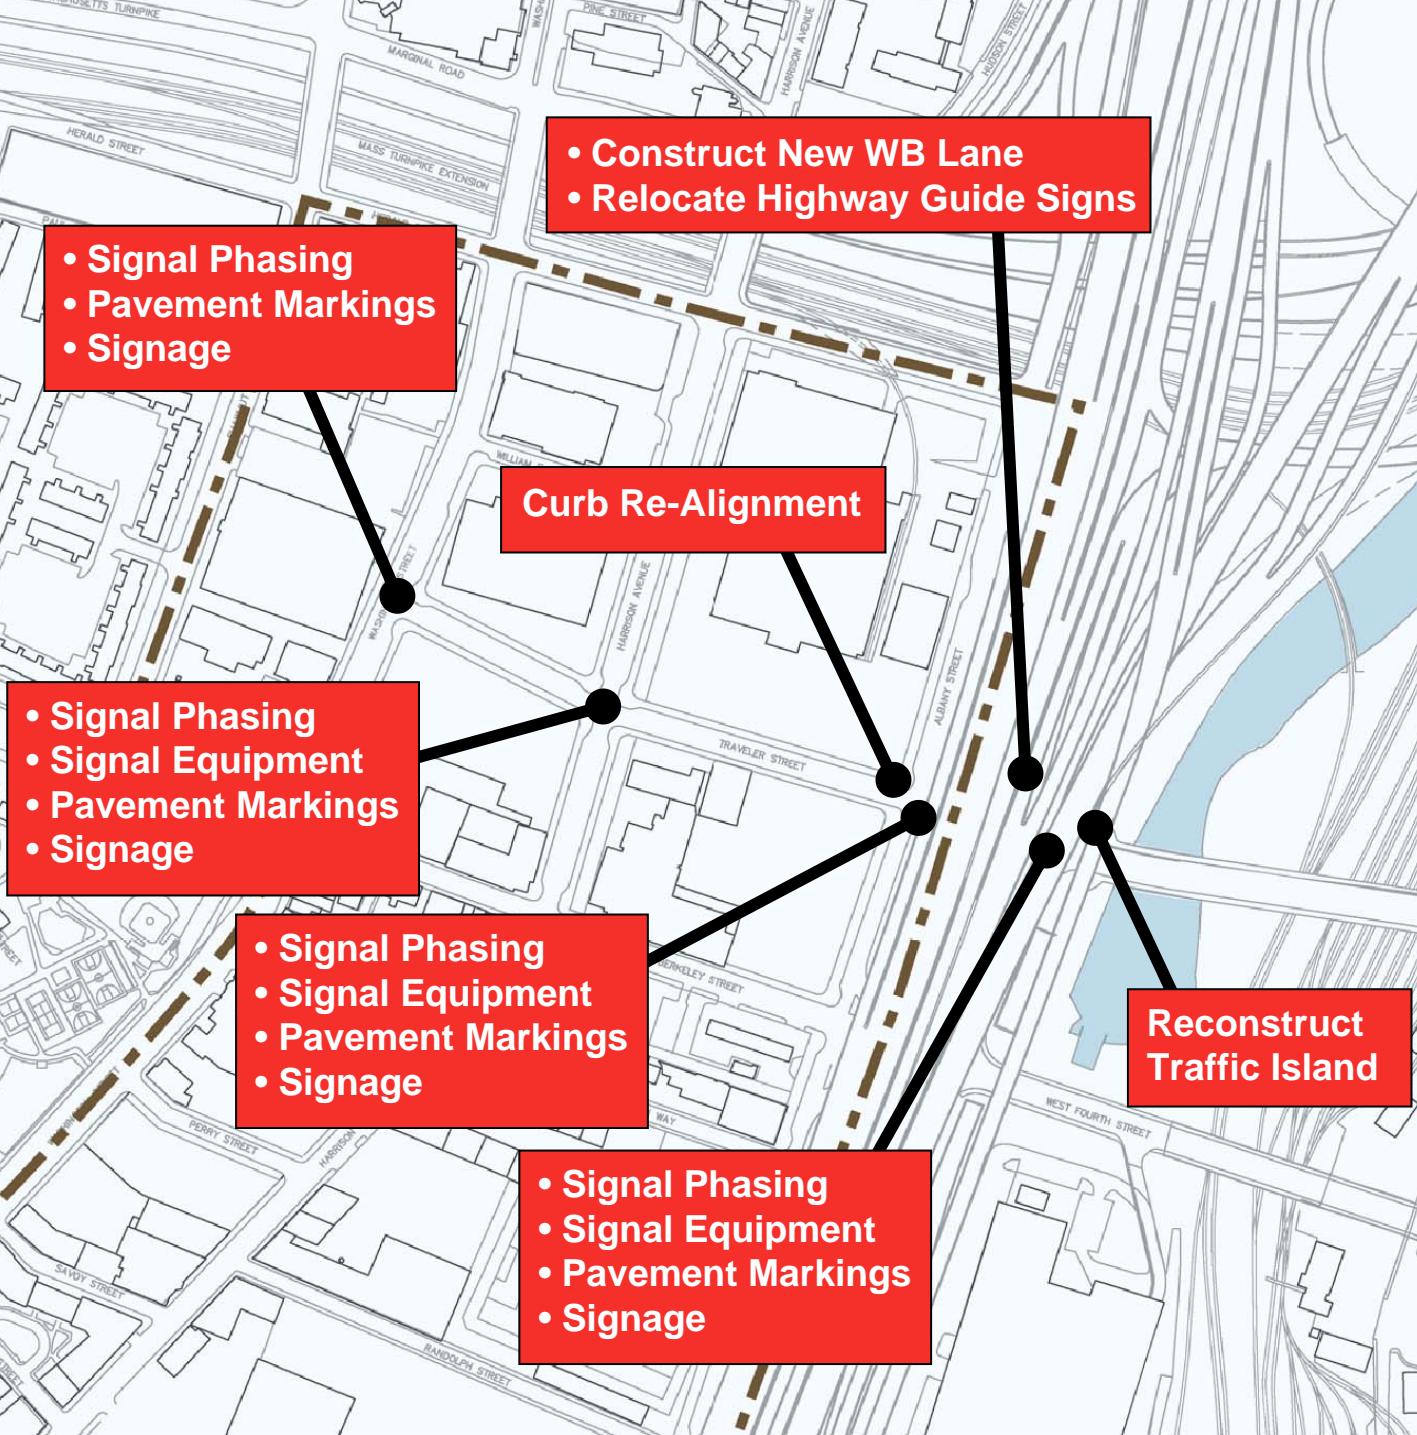 MARGINAL ROAD
PINE STREET
HARRISON AVENUE
HUDSON STREET
HERALD STREET
MASS TURNPIKE EXTENSION
• Construct New WB Lane
• Relocate Highway Guide Signs
• Signal Phasing
• Pavement Markings
• Signage
Curb Re-Alignment
HARRISON AVENUE
ALBANY STREET
TRAVELER STREET
• Signal Phasing
• Signal Equipment
• Pavement Markings
• Signage
• Signal Phasing
• Signal Equipment
• Pavement Markings
• Signage
Reconstruct
Traffic Island
WEST FOURTH STREET
PERRY STREET
HARRISON
WAY
• Signal Phasing
• Signal Equipment
• Pavement Markings
• Signage
SAVOY STREET
RANDOLPH STREET